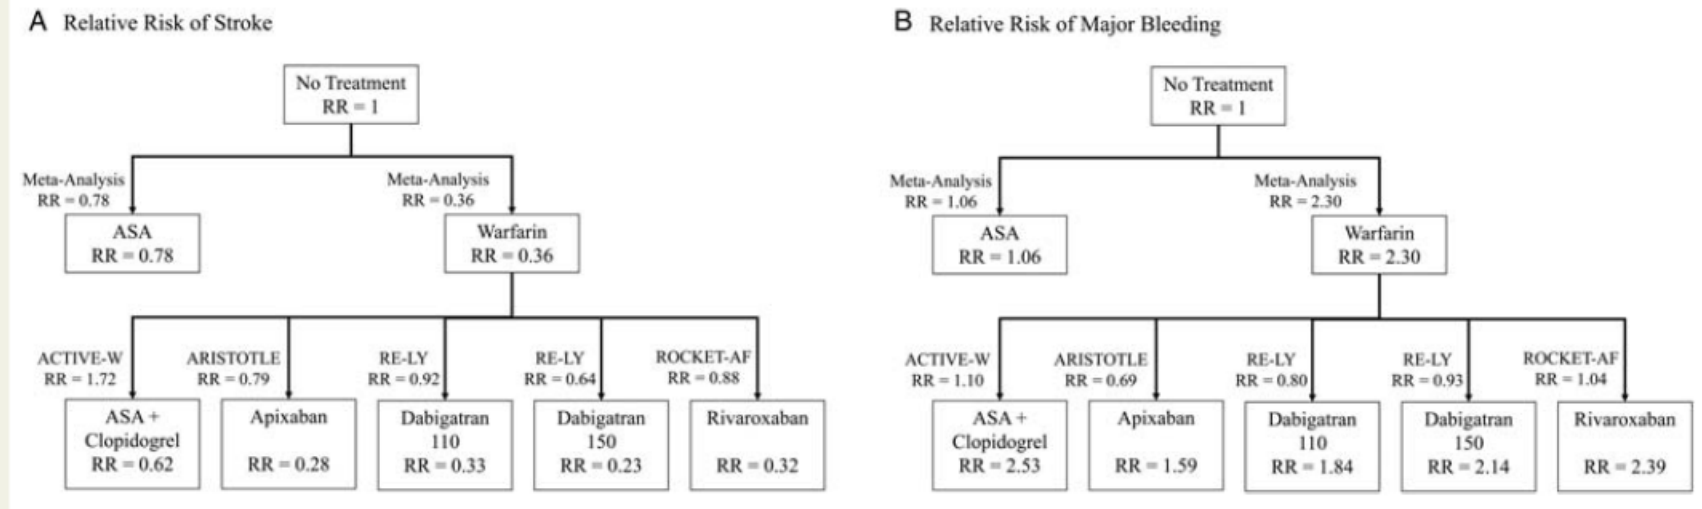 A Relative Risk of Stroke
No Treatment
RR = 1
Meta-Analysis
RR = 0.78
Meta-Analysis
RR = 0.36
ASA
RR = 0.78
Warfarin
RR = 0.36
ACTIVE-W
RR = 1.72
ARISTOTLE
RR = 0.79
RE-LY
RR = 0.92
RE-LY
RR = 0.64
ROCKET-AF
RR = 0.88
ASA +
Clopidogrel
RR = 0.62
Apixaban
RR = 0.28
Dabigatran
110
RR = 0.33
Dabigatran
150
RR = 0.23
Rivaroxaban
RR = 0.32
B Relative Risk of Major Bleeding
No Treatment
RR = 1
Meta-Analysis
RR = 1.06
Meta-Analysis
RR = 2.30
ASA
RR = 1.06
Warfarin
RR = 2.30
ACTIVE-W
RR = 1.10
ARISTOTLE
RR = 0.69
RE-LY
RR = 0.80
RE-LY
RR = 0.93
ROCKET-AF
RR = 1.04
ASA +
Clopidogrel
RR = 2.53
Apixaban
RR = 1.59
Dabigatran
110
RR = 1.84
Dabigatran
150
RR = 2.14
Rivaroxaban
RR = 2.39